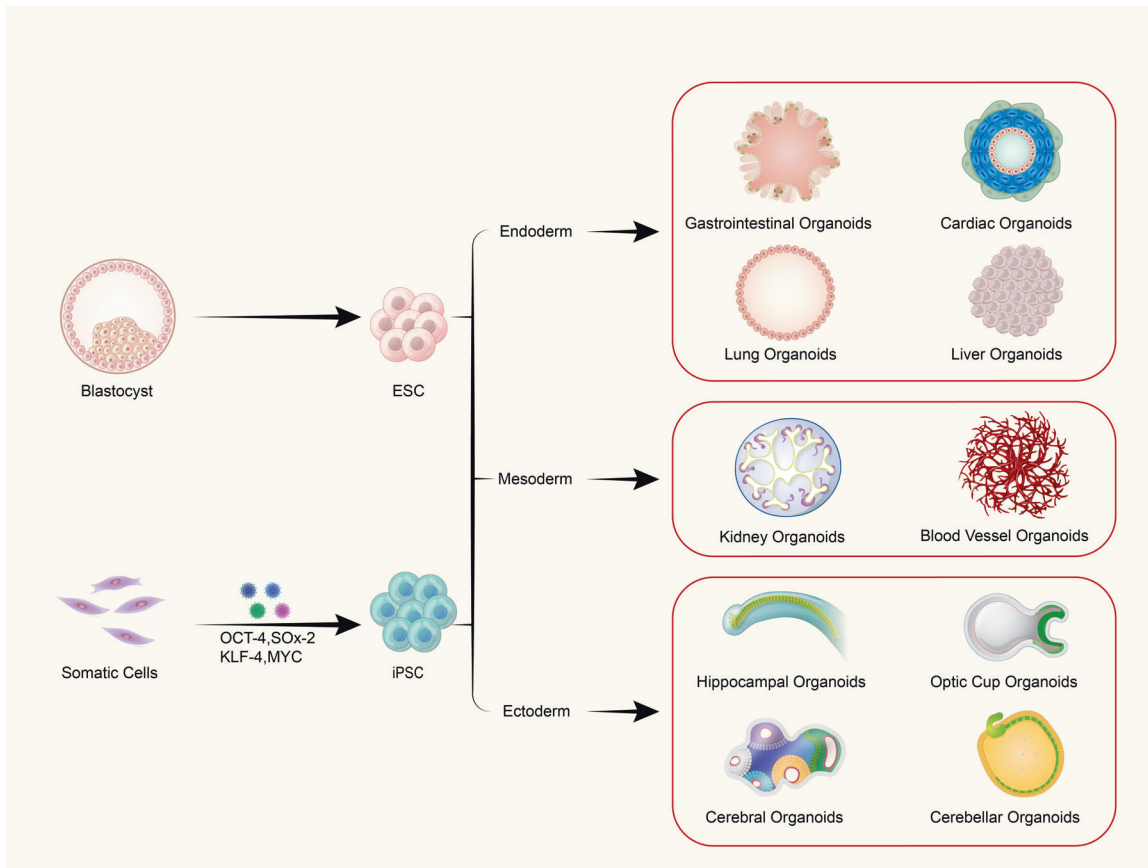 Blastocyst
ESC
Somatic Cells
OCT-4,SOx-2
KLF-4,MYC
iPSC
Endoderm
Gastrointestinal Organoids
Cardiac Organoids
Lung Organoids
Liver Organoids
Mesoderm
Kidney Organoids
Blood Vessel Organoids
Ectoderm
Hippocampal Organoids
Optic Cup Organoids
Cerebral Organoids
Cerebellar Organoids